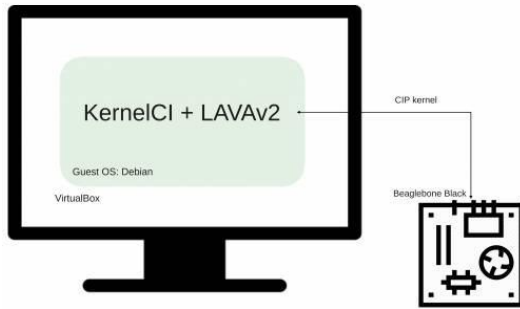 KernelCI + LAVAv2
Guest OS: Debian
VirtualBox
CIP kernel
Beaglebone Black